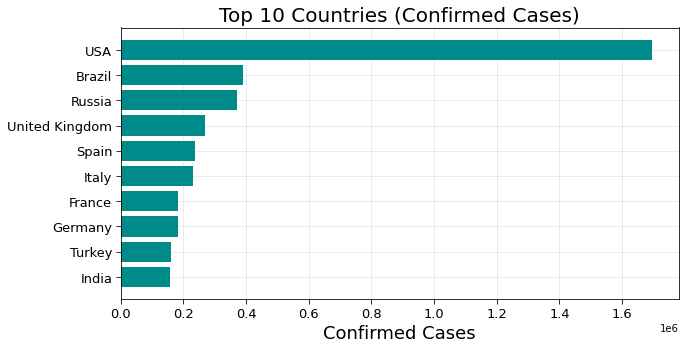 Top 10 Countries (Confirmed Cases)
USA
Brazil
Russia
United Kingdom
Spain
Italy
France
Germany
Turkey
India
0.0 0.2 0.4 0.6 0.8 1.0 1.2 1.4 1.6
1e6
Confirmed Cases